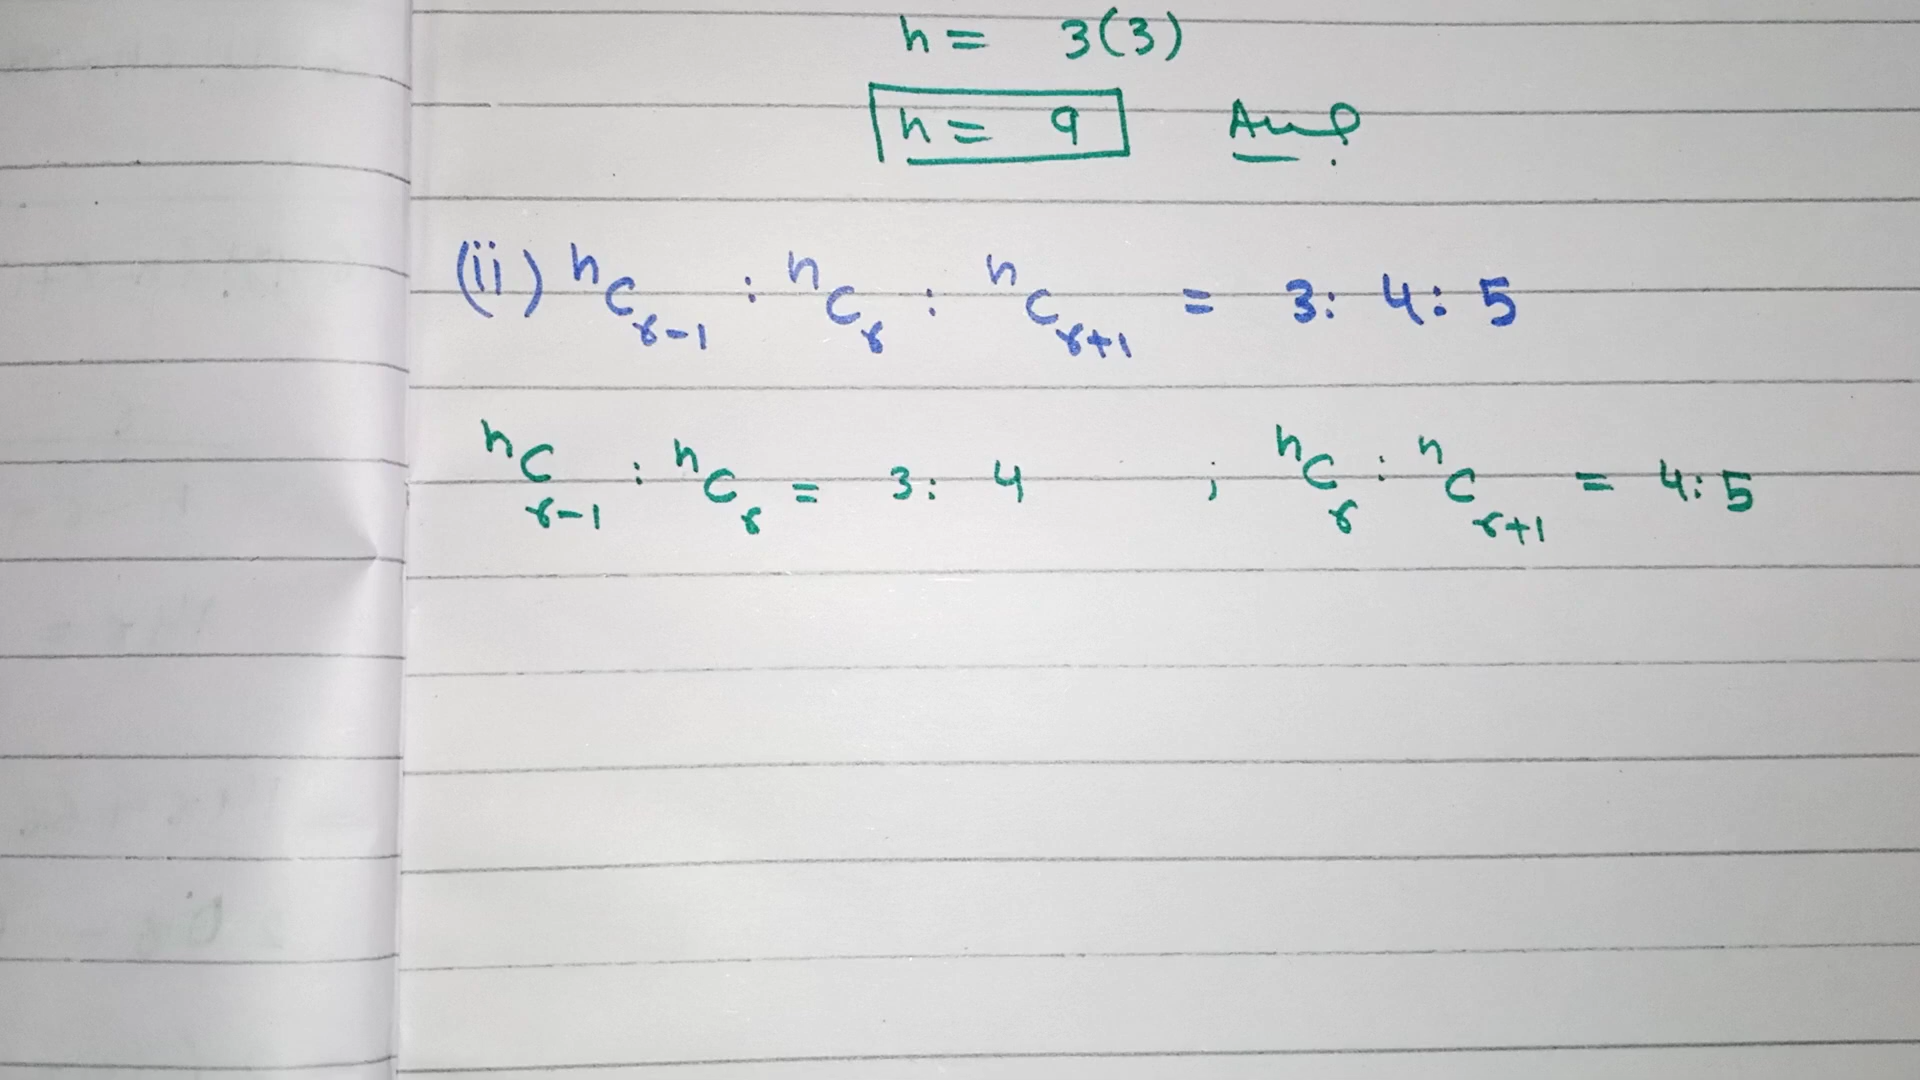 n = 3(3)
n = 9 Ans.
(ii) ⁿCᵣ₋₁ : ⁿCᵣ : ⁿCᵣ₊₁ = 3 : 4 : 5
ⁿCᵣ₋₁ : ⁿCᵣ = 3 : 4 ; ⁿCᵣ : ⁿCᵣ₊₁ = 4 : 5